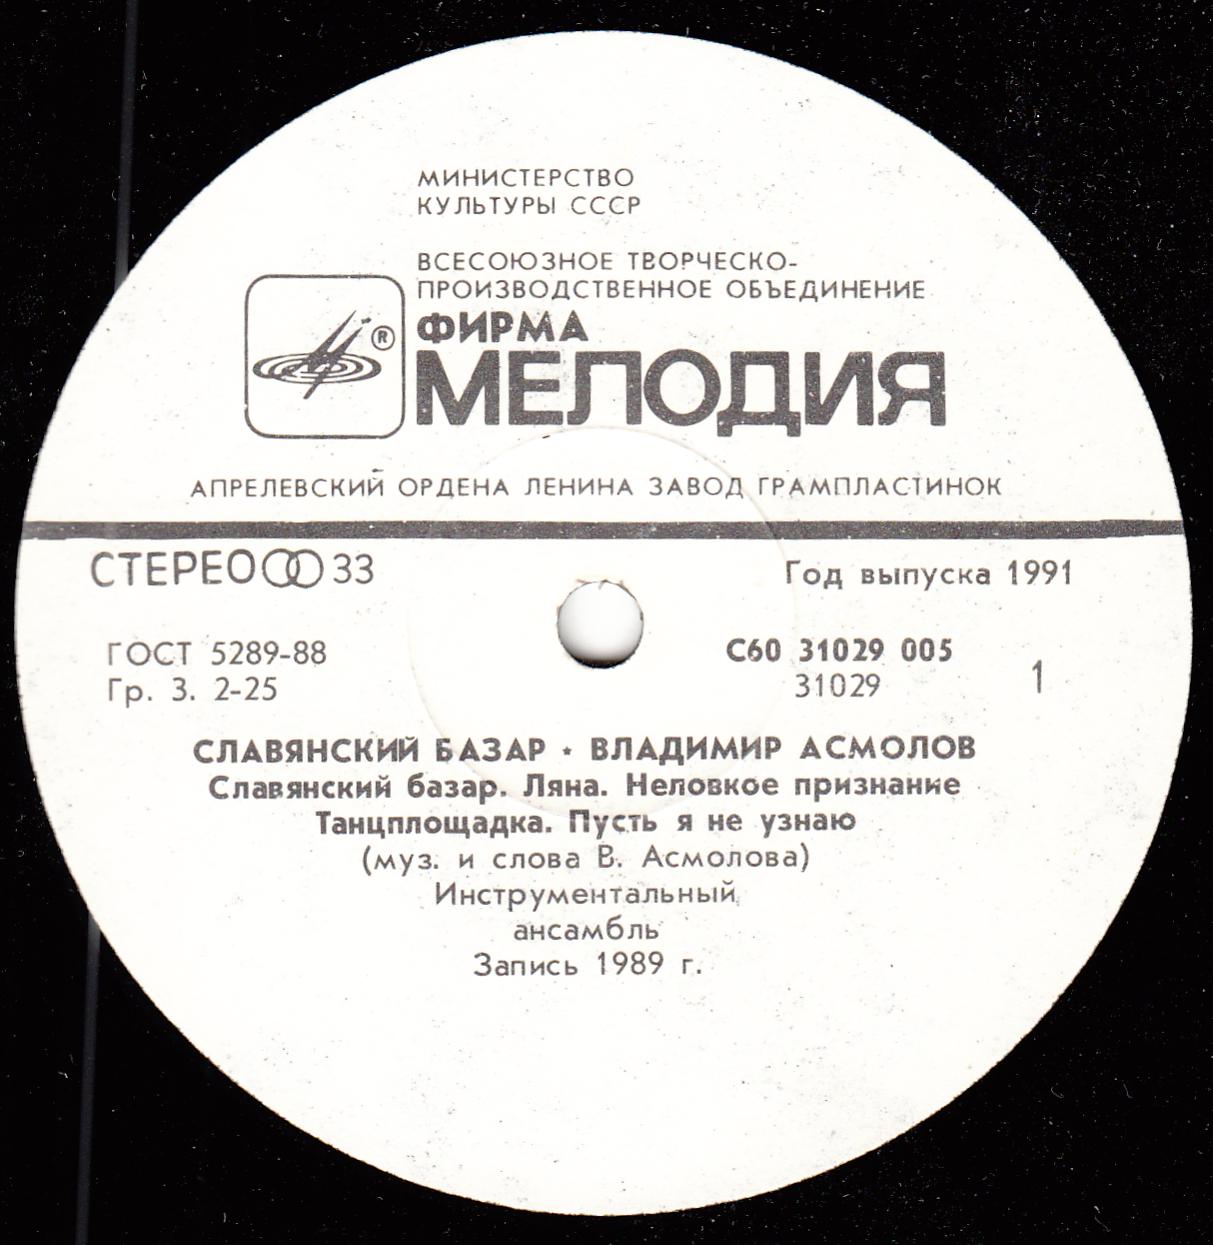 МИНИСТЕРСТВО
КУЛЬТУРЫ СССР
ВСЕСОЮЗНОЕ ТВОРЧЕСКО-
ПРОИЗВОДСТВЕННОЕ ОБЪЕДИНЕНИЕ
ФИРМА
®
МЕЛОДИЯ
АПРЕЛЕВСКИЙ ОРДЕНА ЛЕНИНА ЗАВОД ГРАМПЛАСТИНОК
СТЕРЕО 33
Год выпуска 1991
ГОСТ 5289-88
С60 31029 005
Гр. 3. 2-25
31029
1
СЛАВЯНСКИЙ БАЗАР • ВЛАДИМИР АСМОЛОВ
Славянский базар. Ляна. Неловкое признание
Танцплощадка. Пусть я не узнаю
(муз. и слова В. Асмолова)
Инструментальный
ансамбль
Запись 1989 г.